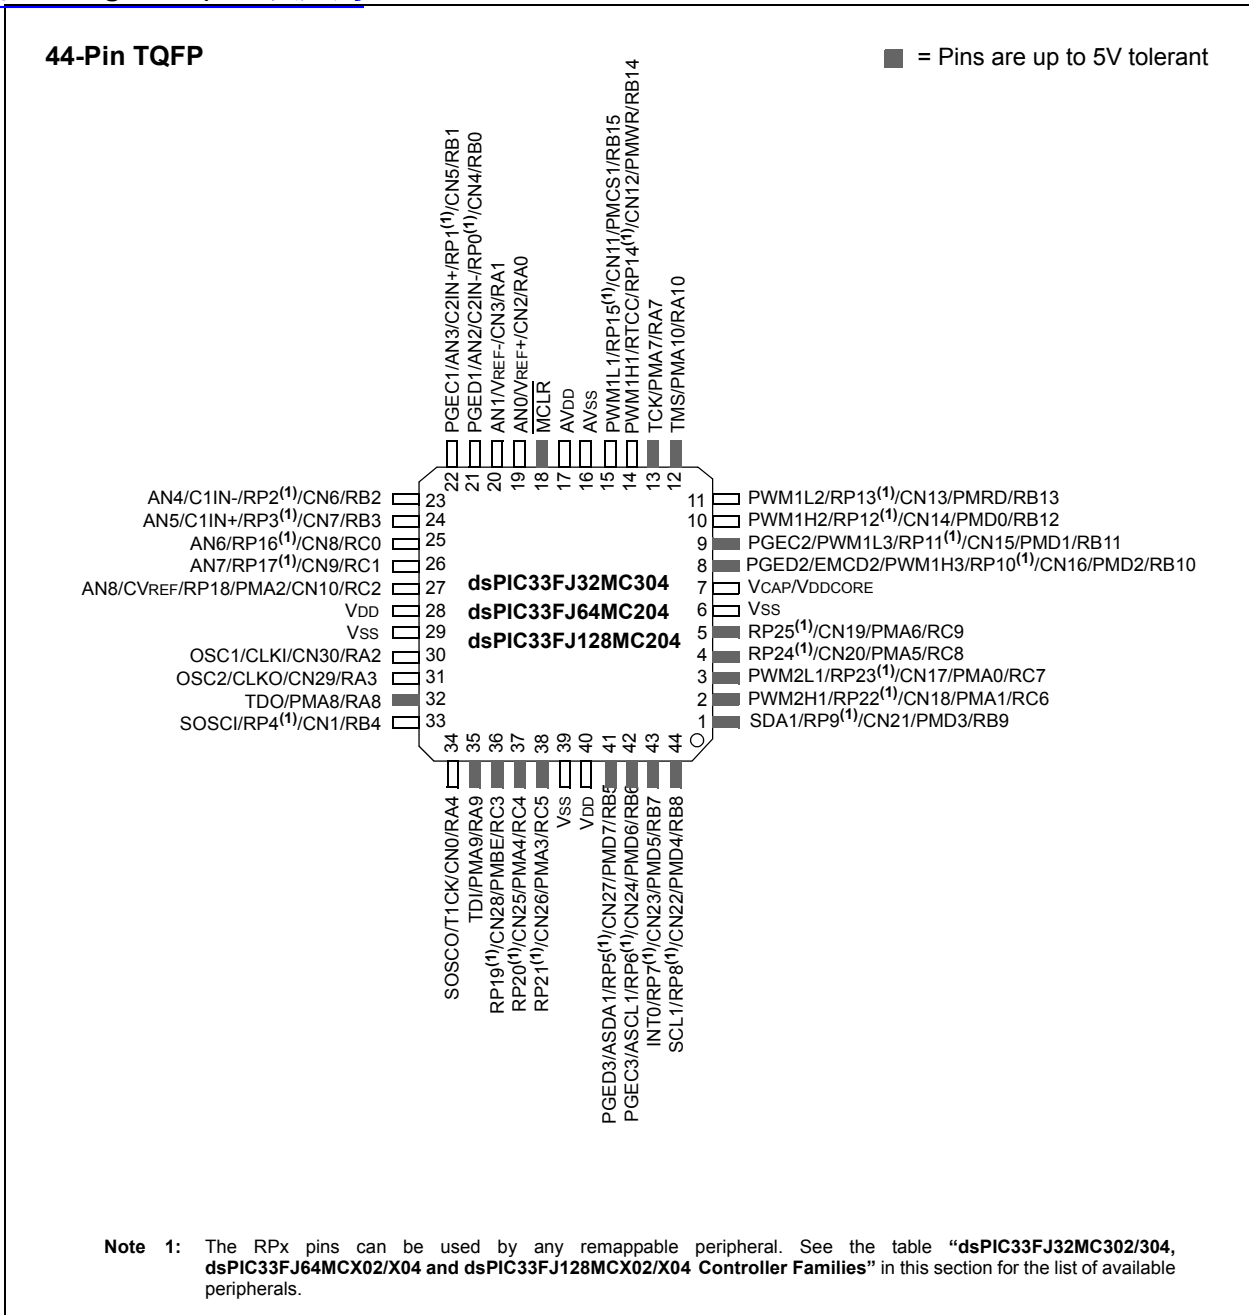 44-Pin TQFP
= Pins are up to 5V tolerant
PGEC1/AN3/C2IN+/RP1(1)/CN5/RB1
PGED1/AN2/C2IN-/RP0(1)/CN4/RB0
AN1/VREF-/CN3/RA1
AN0/VREF+/CN2/RA0
MCLR
AVDD
AVSS
PWM1L1/RP15(1)/CN11/PMCS1/RB15
PWM1H1/RTCC/RP14(1)/CN12/PMWR/RB14
TCK/PMA7/RA7
TMS/PMA10/RA10
22 21 20 19 18 17 16 15 14 13 12
AN4/C1IN-/RP2(1)/CN6/RB2 23
AN5/C1IN+/RP3(1)/CN7/RB3 24
AN6/RP16(1)/CN8/RC0 25
AN7/RP17(1)/CN9/RC1 26
AN8/CVREF/RP18/PMA2/CN10/RC2 27
VDD 28
VSS 29
OSC1/CLKI/CN30/RA2 30
OSC2/CLKO/CN29/RA3 31
TDO/PMA8/RA8 32
SOSCI/RP4(1)/CN1/RB4 33
dsPIC33FJ32MC304
dsPIC33FJ64MC204
dsPIC33FJ128MC204
11 PWM1L2/RP13(1)/CN13/PMRD/RB13
10 PWM1H2/RP12(1)/CN14/PMD0/RB12
9 PGEC2/PWM1L3/RP11(1)/CN15/PMD1/RB11
8 PGED2/EMCD2/PWM1H3/RP10(1)/CN16/PMD2/RB10
7 VCAP/VDDCORE
6 VSS
5 RP25(1)/CN19/PMA6/RC9
4 RP24(1)/CN20/PMA5/RC8
3 PWM2L1/RP23(1)/CN17/PMA0/RC7
2 PWM2H1/RP22(1)/CN18/PMA1/RC6
1 SDA1/RP9(1)/CN21/PMD3/RB9
34 35 36 37 38 39 40 41 42 43 44
SOSCO/T1CK/CN0/RA4
TDI/PMA9/RA9
RP19(1)/CN28/PMBE/RC3
RP20(1)/CN25/PMA4/RC4
RP21(1)/CN26/PMA3/RC5
VSS
VDD
PGED3/ASDA1/RP5(1)/CN27/PMD7/RB5
PGEC3/ASCL1/RP6(1)/CN24/PMD6/RB6
INT0/RP7(1)/CN23/PMD5/RB7
SCL1/RP8(1)/CN22/PMD4/RB8
Note 1: The RPx pins can be used by any remappable peripheral. See the table “dsPIC33FJ32MC302/304,
dsPIC33FJ64MCX02/X04 and dsPIC33FJ128MCX02/X04 Controller Families” in this section for the list of available
peripherals.